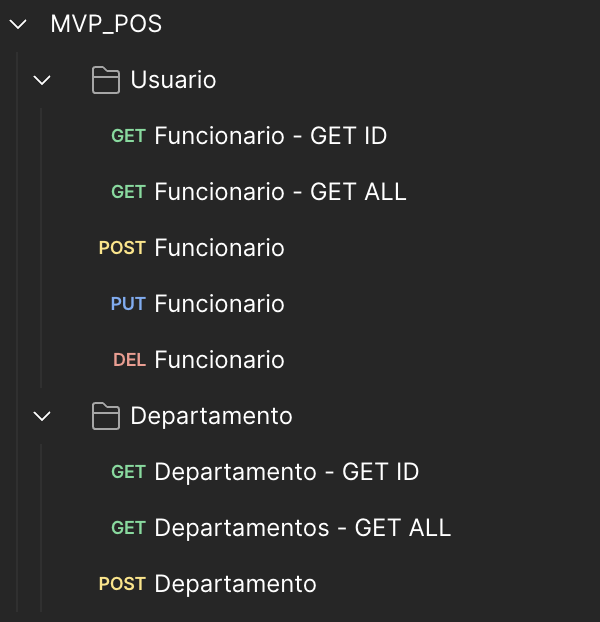 MVP_POS
Usuario
GET Funcionario - GET ID
GET Funcionario - GET ALL
POST Funcionario
PUT Funcionario
DEL Funcionario
Departamento
GET Departamento - GET ID
GET Departamentos - GET ALL
POST Departamento